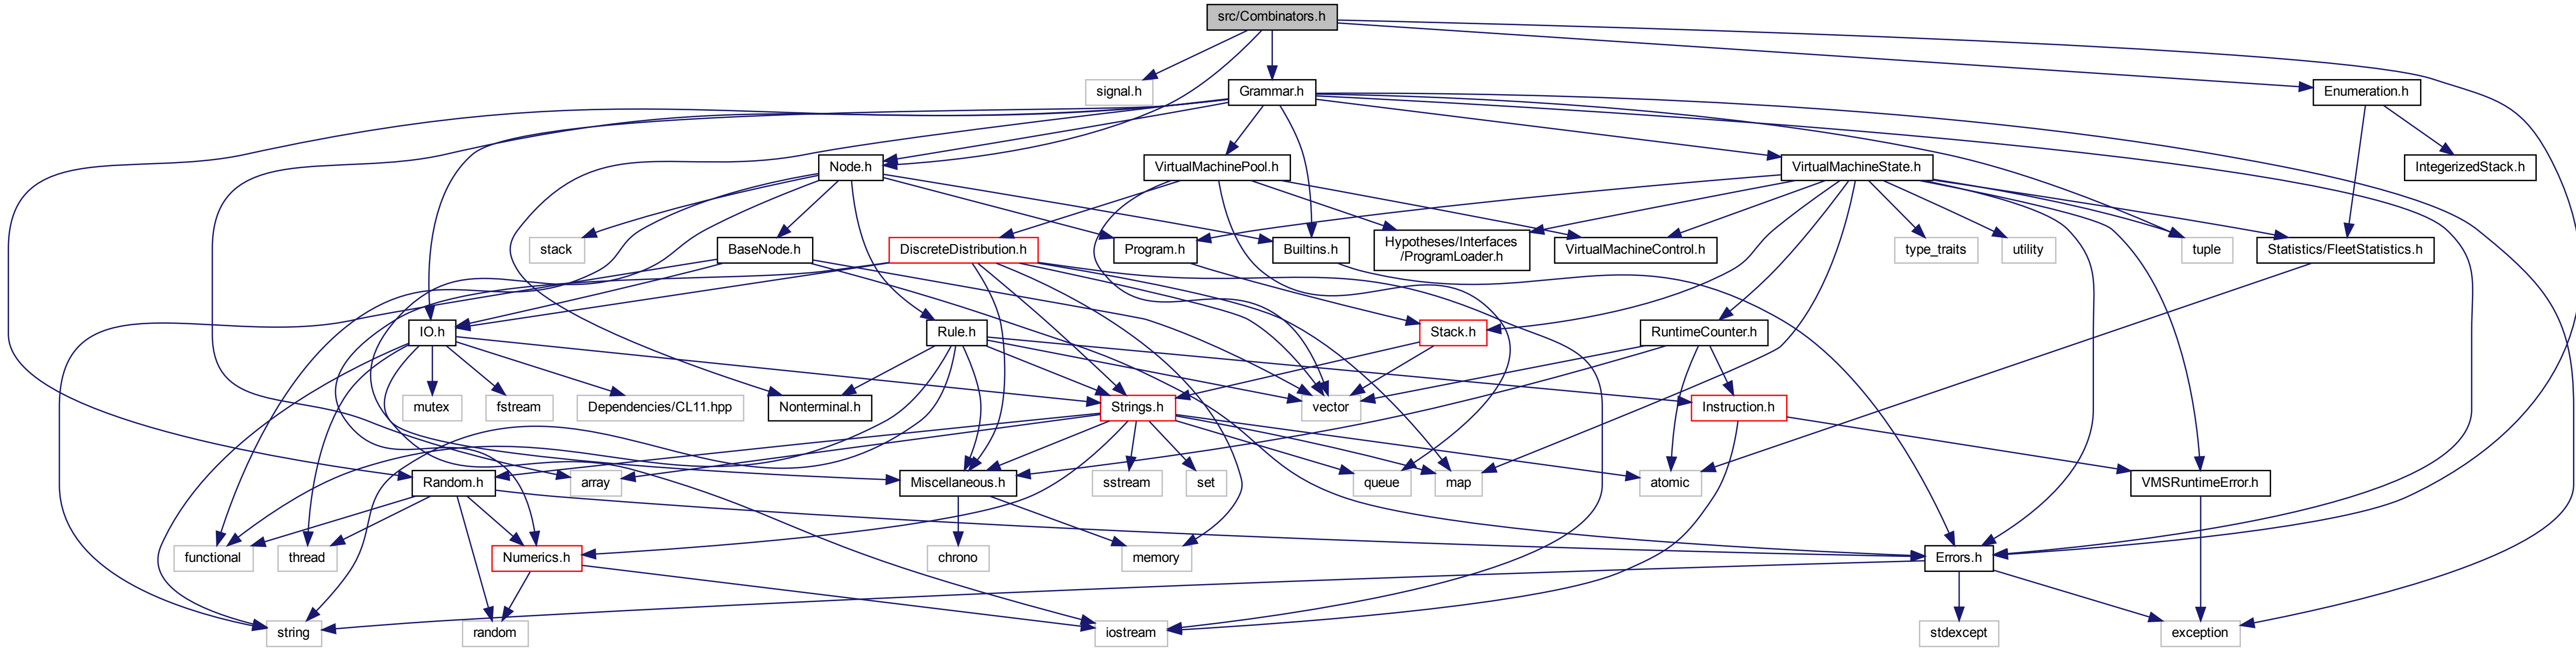 src/Combinators.h
signal.h
Grammar.h
Enumeration.h
Node.h
VirtualMachinePool.h
VirtualMachineState.h
IntegerizedStack.h
stack
BaseNode.h
DiscreteDistribution.h
Program.h
Builtins.h
Hypotheses/Interfaces
/ProgramLoader.h
VirtualMachineControl.h
type_traits
utility
tuple
Statistics/FleetStatistics.h
IO.h
Rule.h
Stack.h
RuntimeCounter.h
mutex
fstream
Dependencies/CL11.hpp
Nonterminal.h
Strings.h
vector
Instruction.h
Random.h
array
Miscellaneous.h
sstream
set
queue
map
atomic
VMSRuntimeError.h
functional
thread
Numerics.h
chrono
memory
Errors.h
string
random
iostream
stdexcept
exception